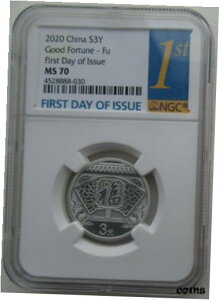 2020 China S3Y
Good Fortune - Fu
First Day of Issue
MS 70
4528888-030
1st
FIRST DAY OF ISSUE
NGC
福
3元